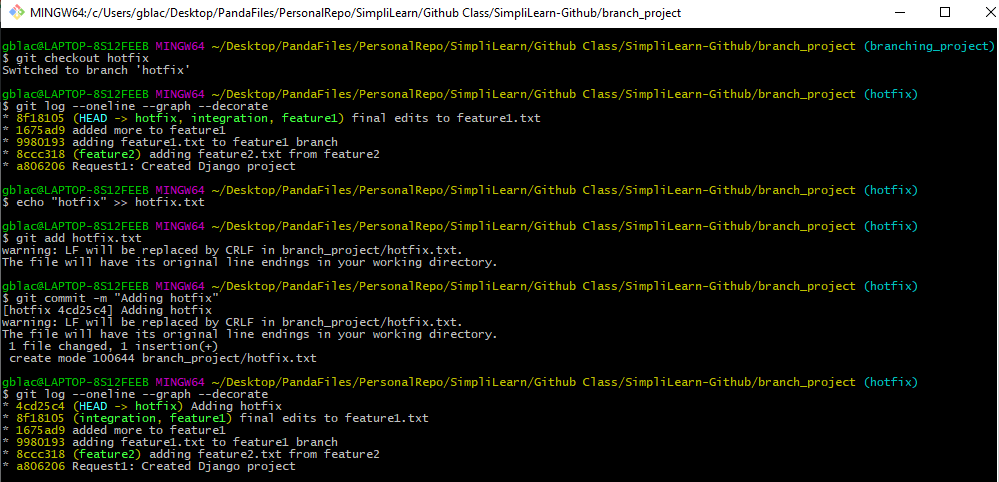 MINGW64:/c/Users/gblac/Desktop/PandaFiles/PersonalRepo/SimpliLearn/Github Class/SimpliLearn-Github/branch_project
gblac@LAPTOP-8S12FEEB MINGW64 ~/Desktop/PandaFiles/PersonalRepo/SimpliLearn/Github Class/SimpliLearn-Github/branch_project (branching_project)
$ git checkout hotfix
Switched to branch 'hotfix'
gblac@LAPTOP-8S12FEEB MINGW64 ~/Desktop/PandaFiles/PersonalRepo/SimpliLearn/Github Class/SimpliLearn-Github/branch_project (hotfix)
$ git log --oneline --graph --decorate
* 8f18105 (HEAD -> hotfix, integration, feature1) final edits to feature1.txt
* 1675ad9 added more to feature1
* 9980193 adding feature1.txt to feature1 branch
* 8ccc318 (feature2) adding feature2.txt from feature2
* a806206 Request1: Created Django project
gblac@LAPTOP-8S12FEEB MINGW64 ~/Desktop/PandaFiles/PersonalRepo/SimpliLearn/Github Class/SimpliLearn-Github/branch_project (hotfix)
$ echo "hotfix" >> hotfix.txt
gblac@LAPTOP-8S12FEEB MINGW64 ~/Desktop/PandaFiles/PersonalRepo/SimpliLearn/Github Class/SimpliLearn-Github/branch_project (hotfix)
$ git add hotfix.txt
warning: LF will be replaced by CRLF in branch_project/hotfix.txt.
The file will have its original line endings in your working directory.
gblac@LAPTOP-8S12FEEB MINGW64 ~/Desktop/PandaFiles/PersonalRepo/SimpliLearn/Github Class/SimpliLearn-Github/branch_project (hotfix)
$ git commit -m "Adding hotfix"
[hotfix 4cd25c4] Adding hotfix
warning: LF will be replaced by CRLF in branch_project/hotfix.txt.
The file will have its original line endings in your working directory.
 1 file changed, 1 insertion(+)
 create mode 100644 branch_project/hotfix.txt
gblac@LAPTOP-8S12FEEB MINGW64 ~/Desktop/PandaFiles/PersonalRepo/SimpliLearn/Github Class/SimpliLearn-Github/branch_project (hotfix)
$ git log --oneline --graph --decorate
* 4cd25c4 (HEAD -> hotfix) Adding hotfix
* 8f18105 (integration, feature1) final edits to feature1.txt
* 1675ad9 added more to feature1
* 9980193 adding feature1.txt to feature1 branch
* 8ccc318 (feature2) adding feature2.txt from feature2
* a806206 Request1: Created Django project